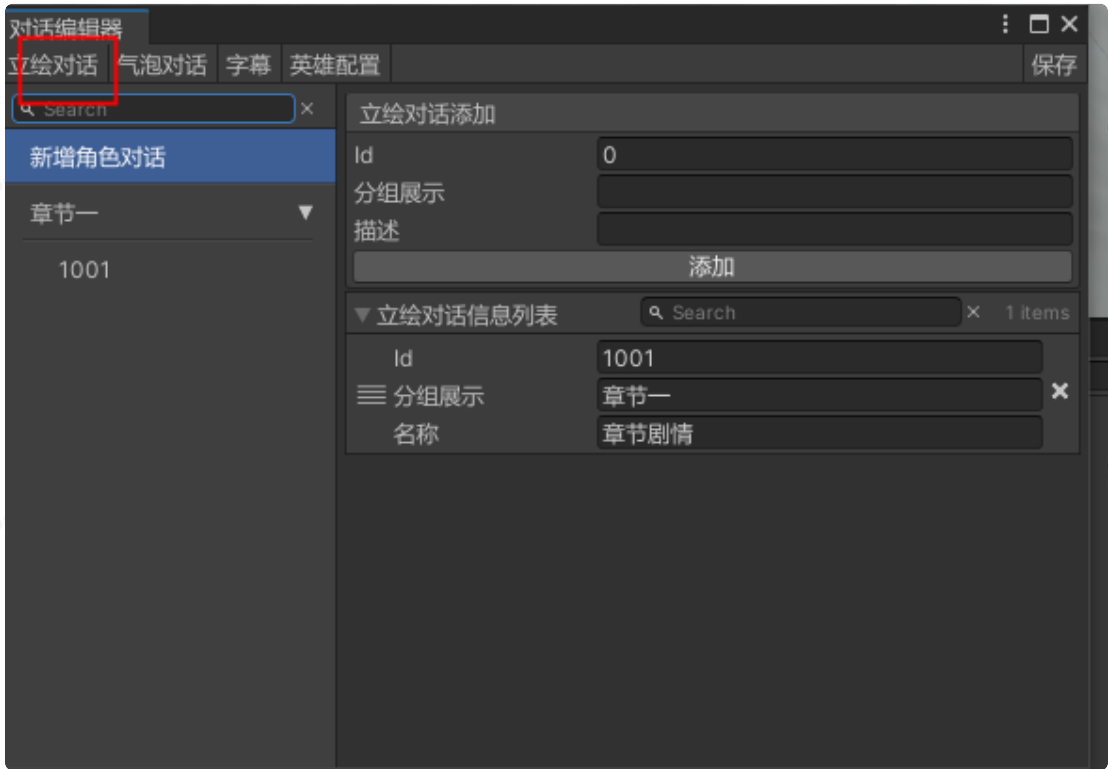 对话编辑器
立绘对话 气泡对话 字幕 英雄配置 保存
Search
新增角色对话
章节一
1001
立绘对话添加
Id 0
分组展示
描述
添加
立绘对话信息列表 Search 1 items
Id 1001
分组展示 章节一
名称 章节剧情